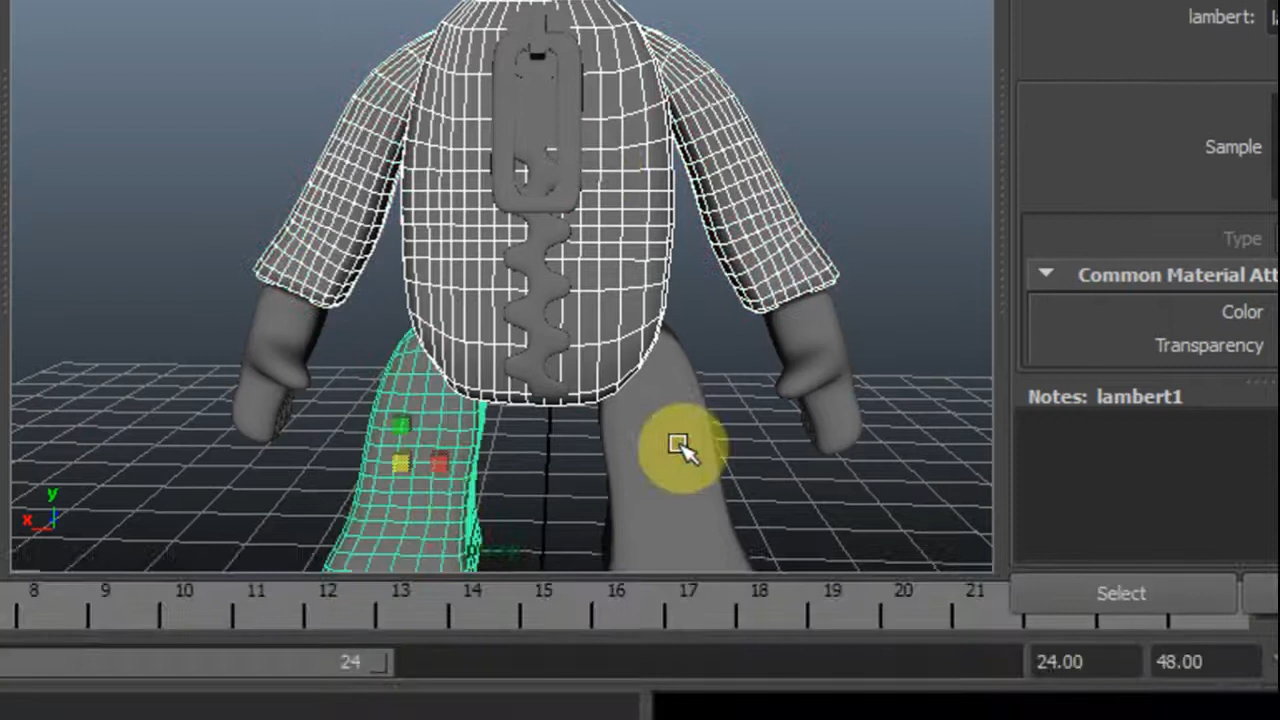 lambert:
Sample
Type
Common Material Att
Color
Transparency
Notes: lambert1
y
x
8 9 10 11 12 13 14 15 16 17 18 19 20 21
Select
24
24.00
48.00